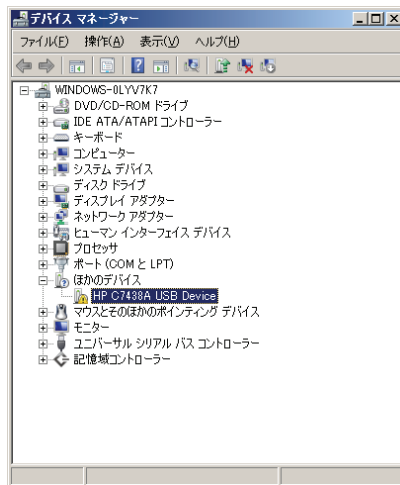 デバイス マネージャー
ファイル(F) 操作(A) 表示(V) ヘルプ(H)
WINDOWS-0LYV7K7
DVD/CD-ROM ドライブ
IDE ATA/ATAPI コントローラー
キーボード
コンピューター
システム デバイス
ディスク ドライブ
ディスプレイ アダプター
ネットワーク アダプター
ヒューマン インターフェイス デバイス
プロセッサ
ポート (COM と LPT)
ほかのデバイス
HP C7438A USB Device
マウスとそのほかのポインティング デバイス
モニター
ユニバーサル シリアル バス コントローラー
記憶域コントローラー